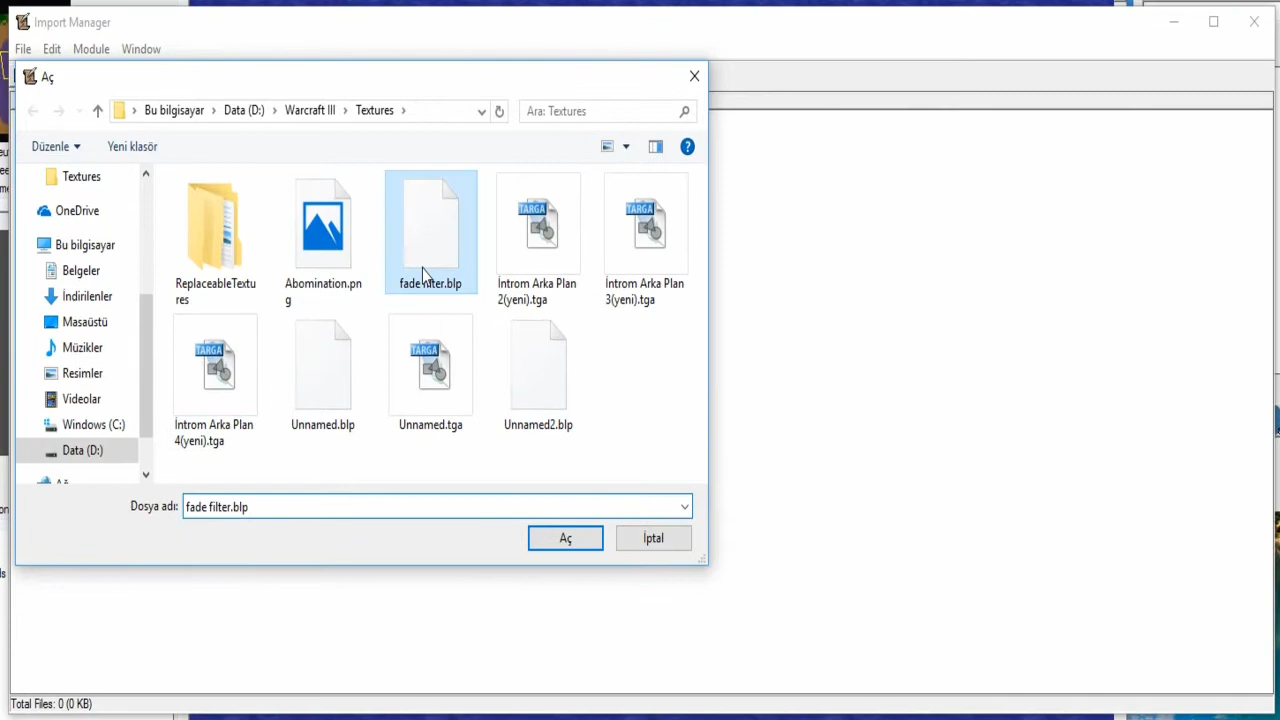 Import Manager
File Edit Module Window
Aç
Bu bilgisayar Data (D:) Warcraft III Textures
Ara: Textures
Düzenle Yeni klasör
Textures
OneDrive
Bu bilgisayar
Belgeler
İndirilenler
Masaüstü
Müzikler
Resimler
Videolar
Windows (C:)
Data (D:)
ReplaceableTextu
res
Abomination.pn
g
fade filter.blp
TARGA
İntrom Arka Plan
2(yeni).tga
TARGA
İntrom Arka Plan
3(yeni).tga
TARGA
İntrom Arka Plan
4(yeni).tga
Unnamed.blp
TARGA
Unnamed.tga
Unnamed2.blp
Dosya adı: fade filter.blp
Aç İptal
Total Files: 0 (0 KB)